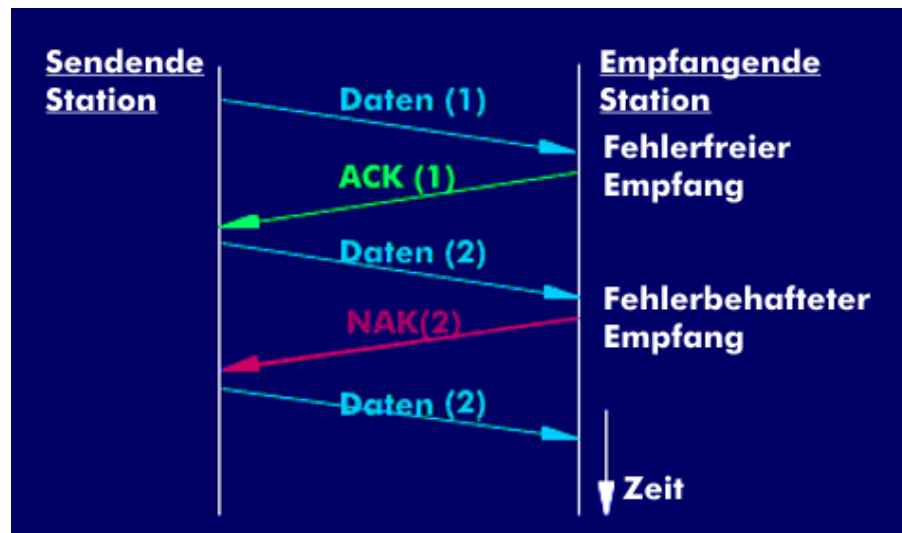 Sendende
Station
Empfangende
Station
Daten (1)
Fehlerfreier
Empfang
ACK (1)
Daten (2)
Fehlerbehafteter
Empfang
NAK(2)
Daten (2)
Zeit